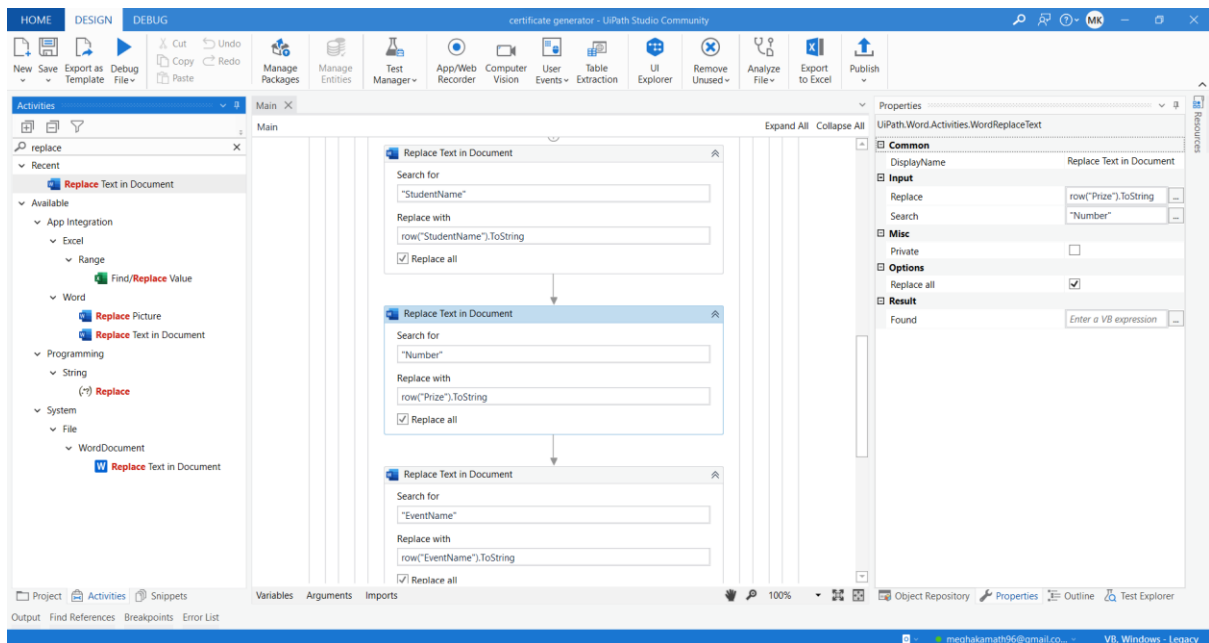 HOME DESIGN DEBUG certificate generator - UiPath Studio Community MK
New Save Export as Template Debug File Cut Copy Paste Undo Redo Manage Packages Manage Entities Test Manager App/Web Recorder Computer Vision User Events Table Extraction UI Explorer Remove Unused Analyze File Export to Excel Publish
Activities
replace
Recent
Replace Text in Document
Available
App Integration
Excel
Range
Find/Replace Value
Word
Replace Picture
Replace Text in Document
Programming
String
Replace
System
File
WordDocument
W Replace Text in Document
Project Activities Snippets
Main
Main Expand All Collapse All
Replace Text in Document
Search for
"StudentName"
Replace with
row("StudentName").ToString
Replace all
Replace Text in Document
Search for
"Number"
Replace with
row("Prize").ToString
Replace all
Replace Text in Document
Search for
"EventName"
Replace with
row("EventName").ToString
Replace all
Variables Arguments Imports 100%
Properties
Resources
UiPath.Word.Activities.WordReplaceText
Common
DisplayName Replace Text in Document
Input
Replace row("Prize").ToString ...
Search "Number" ...
Misc
Private
Options
Replace all
Result
Found Enter a VB expression ...
Object Repository Properties Outline Test Explorer
Output Find References Breakpoints Error List
meghakamath96@gmail.co... VB, Windows - Legacy